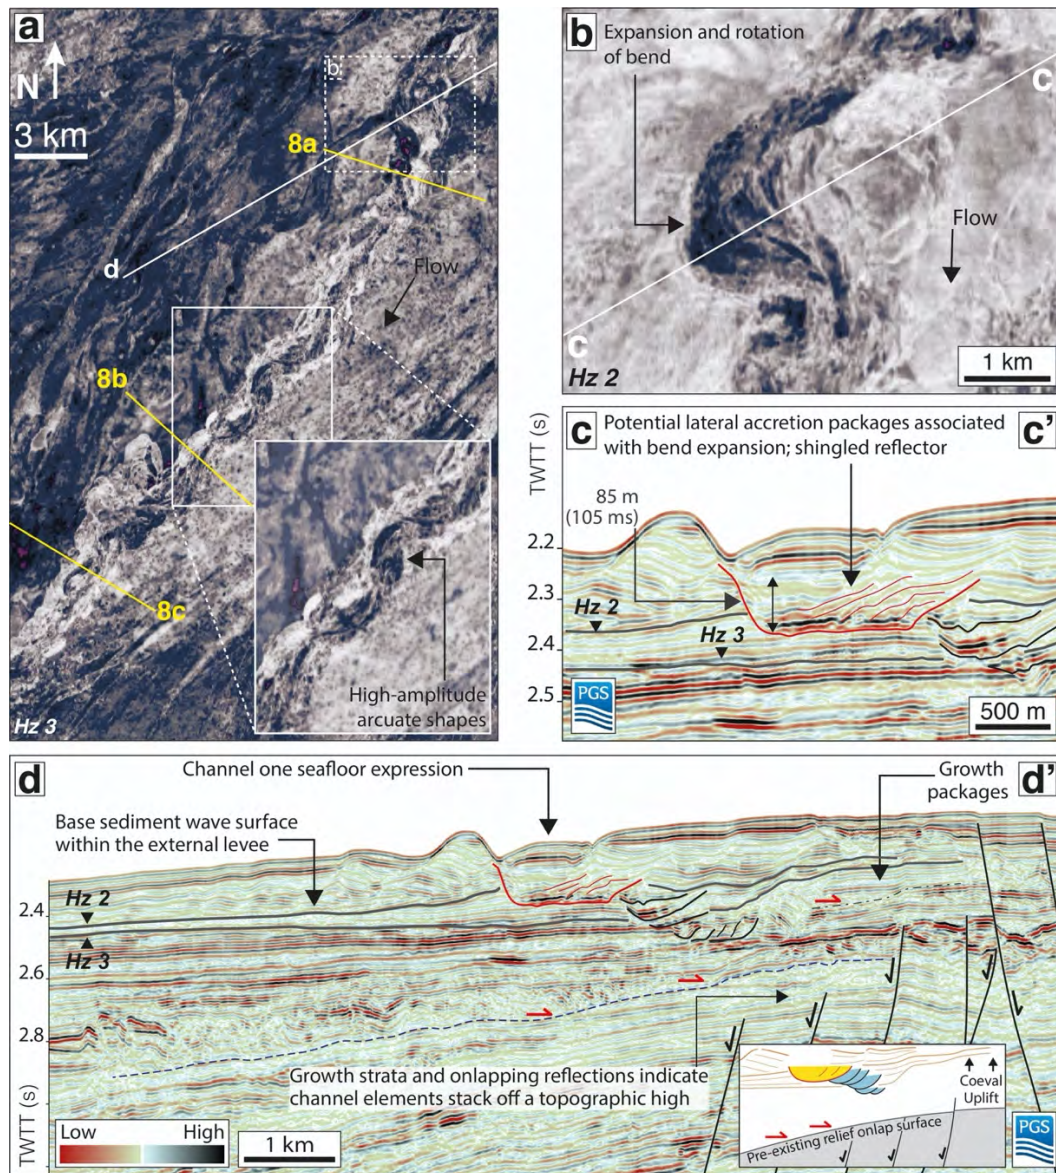 a
N
3 km
b
8a
d
Flow
8b
8c
High-amplitude
arcuate shapes
Hz 3
b
Expansion and rotation
of bend
c'
Flow
c
Hz 2
1 km
c
Potential lateral accretion packages associated
with bend expansion; shingled reflector
c'
TWTT (s)
85 m
(105 ms)
2.2
2.3
Hz 2
Hz 3
2.4
2.5
PGS
500 m
d
Channel one seafloor expression
Growth
packages
d'
Base sediment wave surface
within the external levee
Hz 2
2.4
Hz 3
2.6
2.8
TWTT (s)
Growth strata and onlapping reflections indicate
channel elements stack off a topographic high
Coeval
Uplift
Pre-existing relief onlap surface
Low
High
1 km
PGS